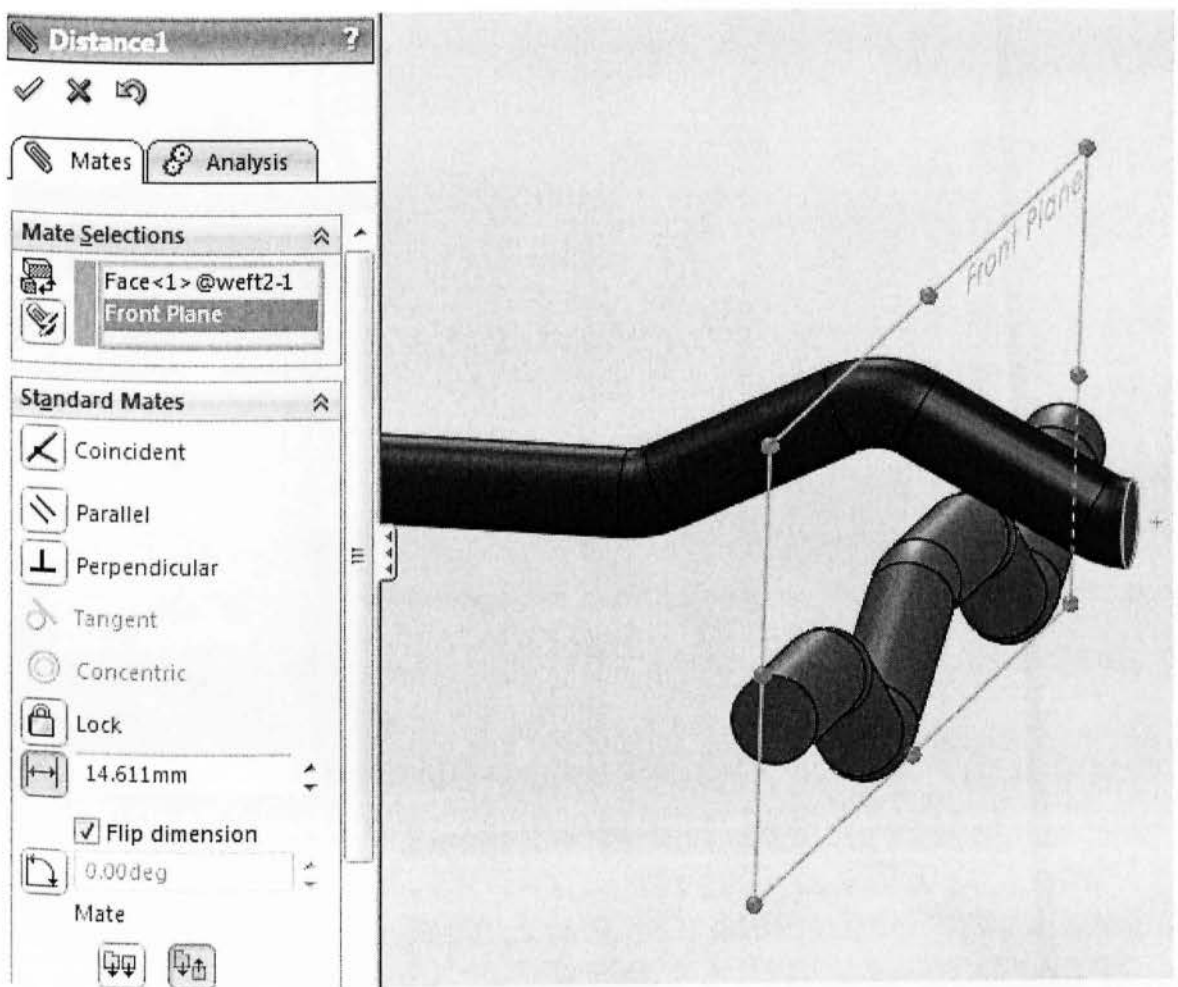 Distance1 ?
Mates Analysis
Mate Selections
Face<1>@weft2-1
Front Plane
Standard Mates
Coincident
Parallel
Perpendicular
Tangent
Concentric
Lock
14.611mm
Flip dimension
0.00deg
Mate
Front Plane